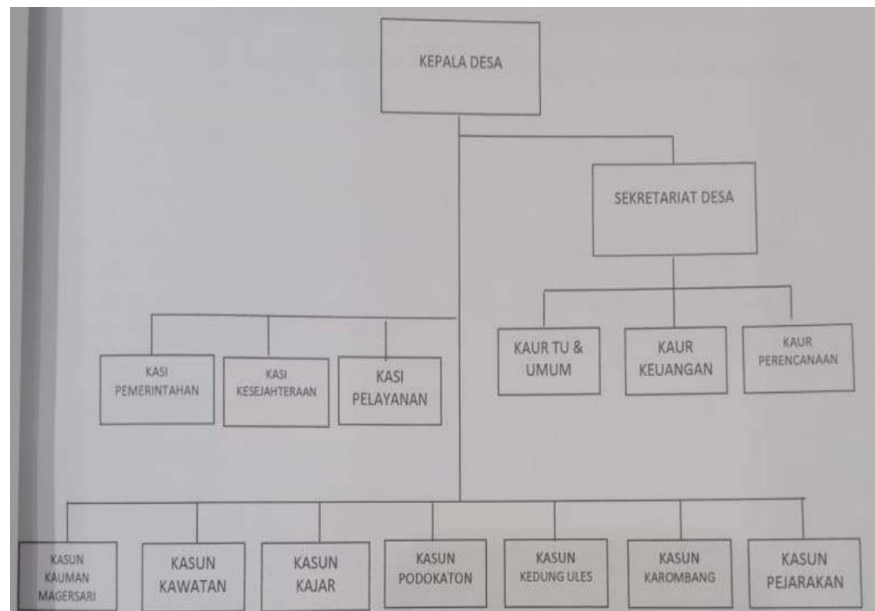 KEPALA DESA
SEKRETARIAT DESA
KASI
PEMERINTAHAN
KASI
KESEJAHTERAAN
KASI
PELAYANAN
KAUR TU &
UMUM
KAUR
KEUANGAN
KAUR
PERENCANAAN
KASUN
KAUMAN
MAGERSARI
KASUN
KAWATAN
KASUN
KAJAR
KASUN
PODOKATON
KASUN
KEDUNG ULES
KASUN
KAROMBANG
KASUN
PEJARAKAN